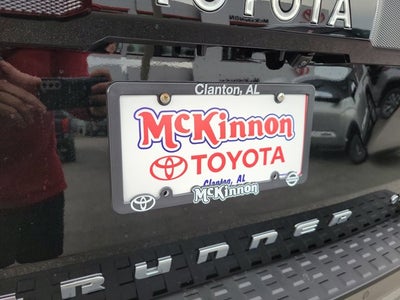 TOYOTA
Clanton, AL
McKinnon
TOYOTA
Clanton, AL
McKinnon
RUNNER